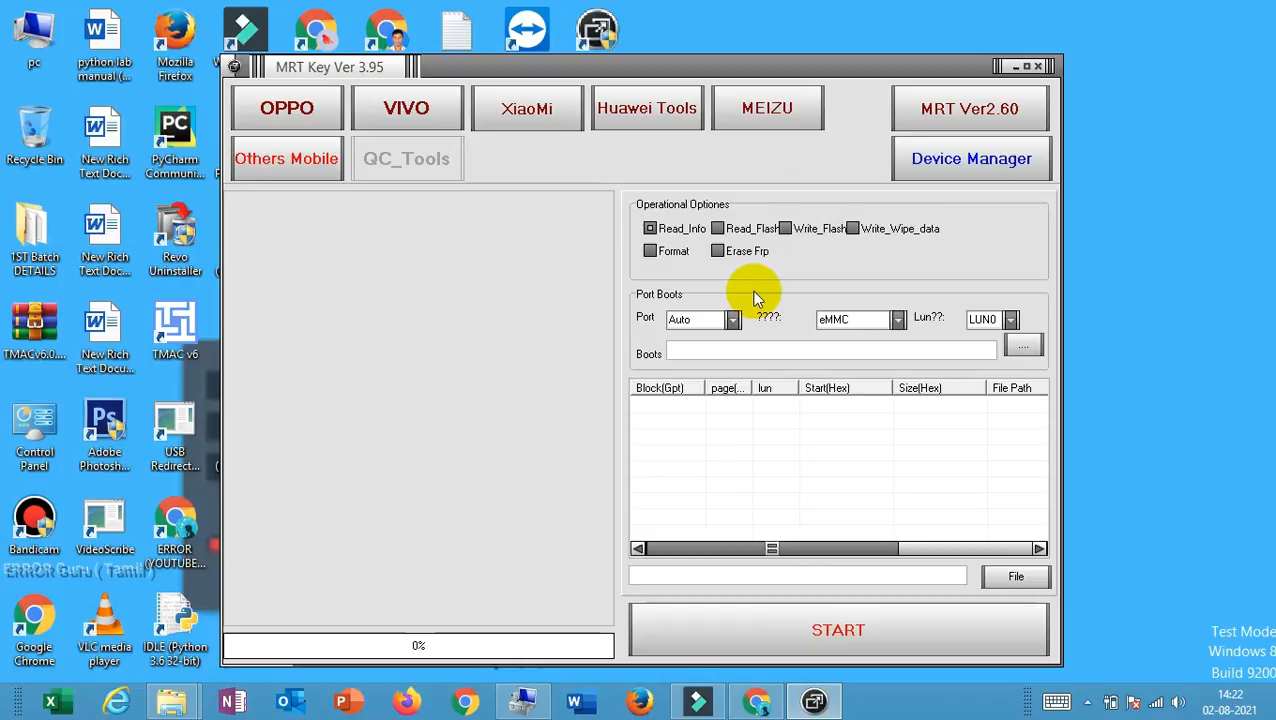 pc
python lab
manual (...
Mozilla
Firefox
MRT Key Ver 3.95
OPPO
VIVO
XiaoMi
Huawei Tools
MEIZU
MRT Ver2.60
Others Mobile
QC_Tools
Device Manager
Recycle Bin
New Rich
Text Doc...
PyCharm
Communi...
Operational Optiones
Read_Info
Read_Flash
Write_Flash
Write_Wipe_data
Format
Erase Frp
1ST Batch
DETAILS
New Rich
Text Doc...
Revo
Uninstaller
Port Boots
Port
Auto
????:
eMMC
Lun??:
LUN0
Boots
....
TMACv6.0....
New Rich
Text Docu...
TMAC v6
Block(Gpt)
page(...
lun
Start(Hex)
Size(Hex)
File Path
Control
Panel
Adobe
Photosh...
USB
Redirect...
Bandicam
VideoScribe
ERROR
(YOUTUBE...
ERROR Guru ( Tamil )
File
START
0%
Google
Chrome
VLC media
player
IDLE (Python
3.6 32-bit)
Test Mode
Windows 8
Build 9200
14:22
02-08-2021